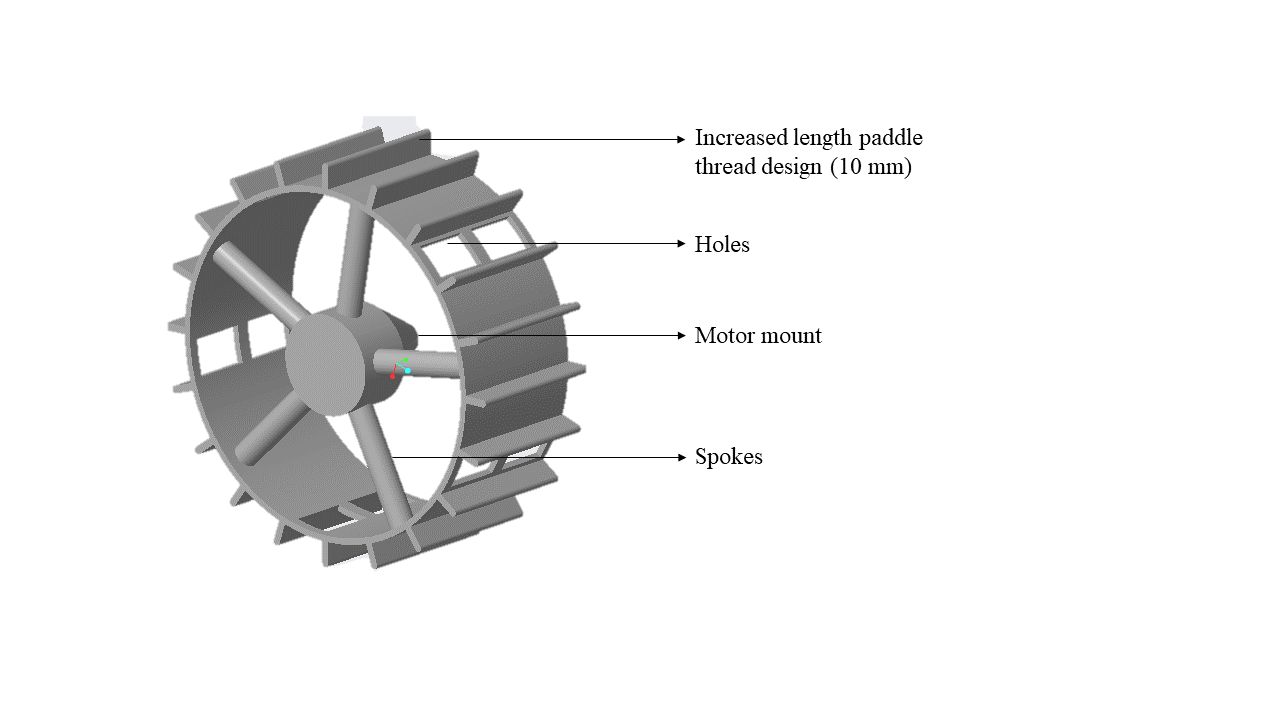 Increased length paddle
thread design (10 mm)
Holes
Motor mount
Spokes